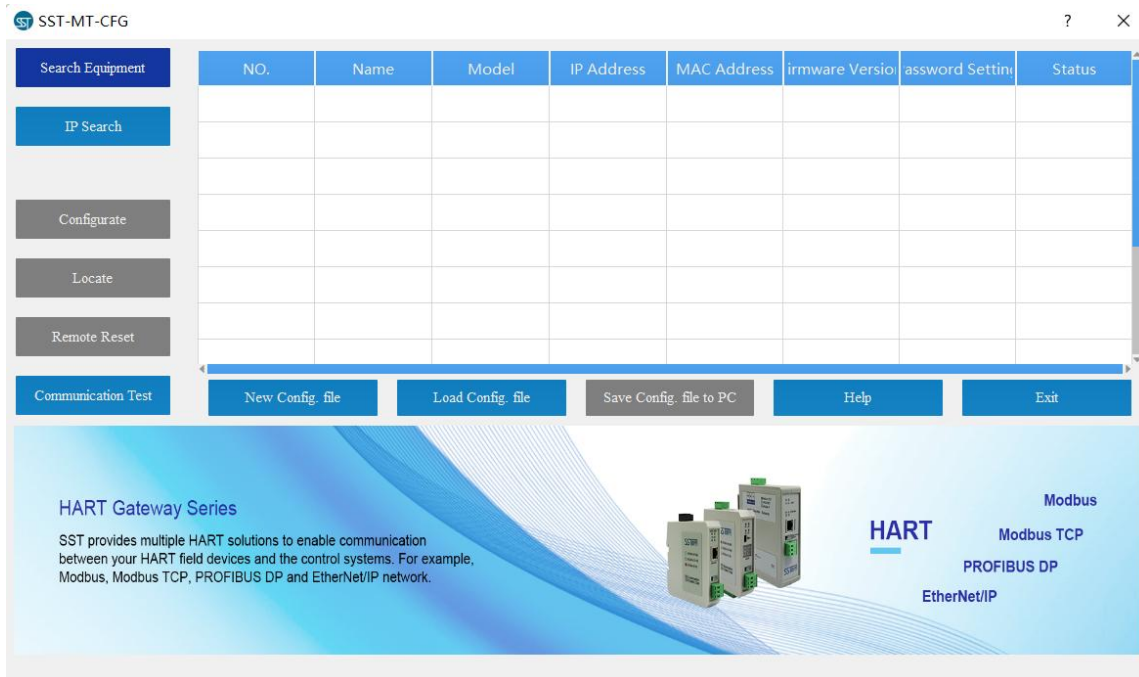 SST-MT-CFG
Search Equipment
IP Search
Configurate
Locate
Remote Reset
Communication Test
NO. Name Model IP Address MAC Address irmware Version assword Setting Status
New Config. file Load Config. file Save Config. file to PC Help Exit
HART Gateway Series
SST provides multiple HART solutions to enable communication
between your HART field devices and the control systems. For example,
Modbus, Modbus TCP, PROFIBUS DP and EtherNet/IP network.
HART
Modbus
Modbus TCP
PROFIBUS DP
EtherNet/IP